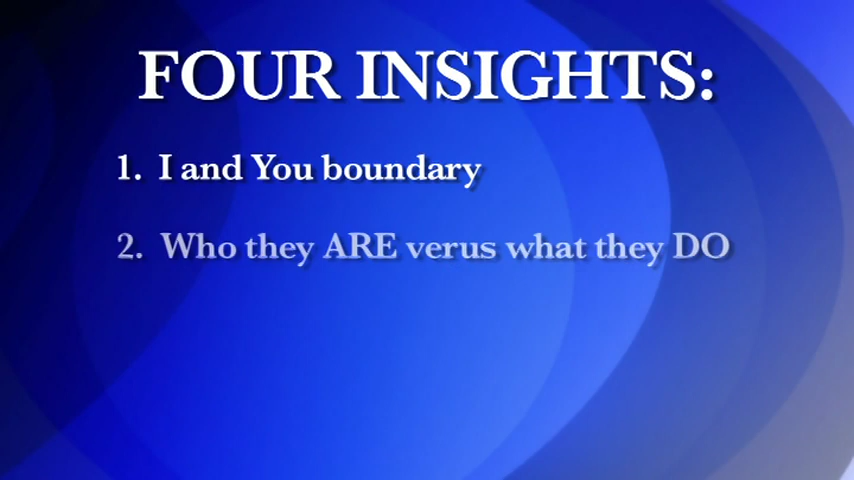 FOUR INSIGHTS:
1. I and You boundary
2. Who they ARE verus what they DO